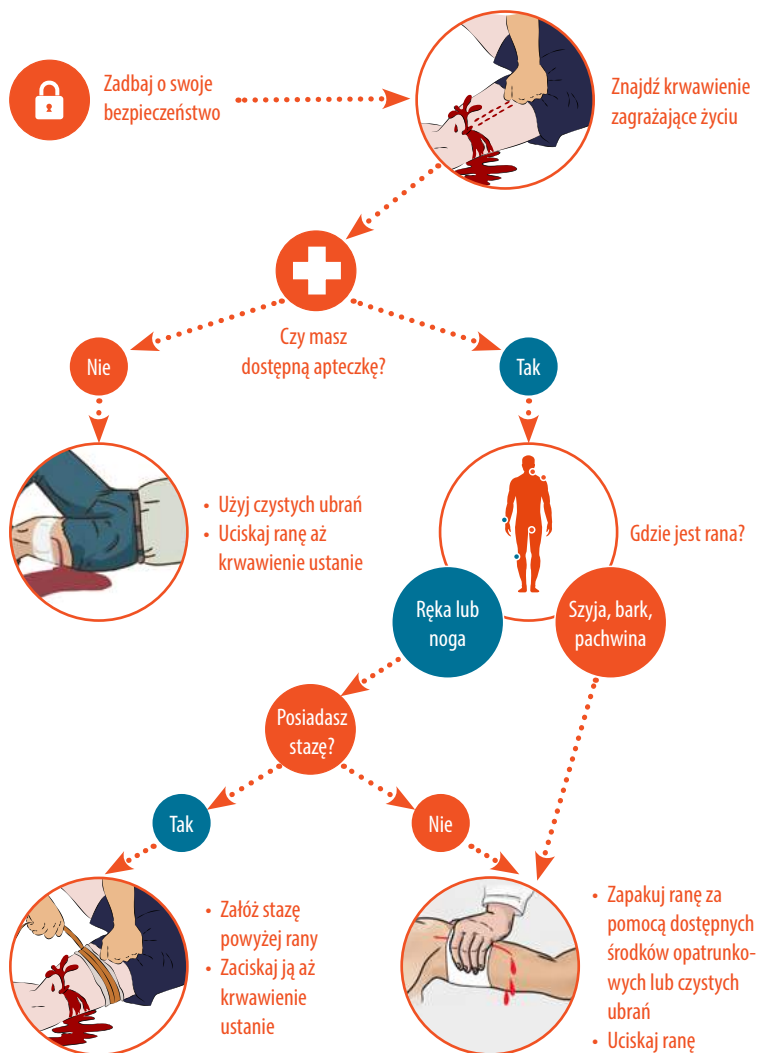 Zadbaj o swoje
bezpieczeństwo
Znajdź krwawienie
zagrażające życiu
Czy masz
dostępną apteczkę?
Nie
Tak
• Użyj czystych ubrań
• Uciskaj ranę aż
krwawienie ustanie
Gdzie jest rana?
Ręka lub
noga
Szyja, bark,
pachwina
Posiadasz
stazę?
Tak
Nie
• Załóż stazę
powyżej rany
• Zaciskaj ją aż
krwawienie
ustanie
• Zapakuj ranę za
pomocą dostępnych
środków opatrunko-
wych lub czystych
ubrań
• Uciskaj ranę